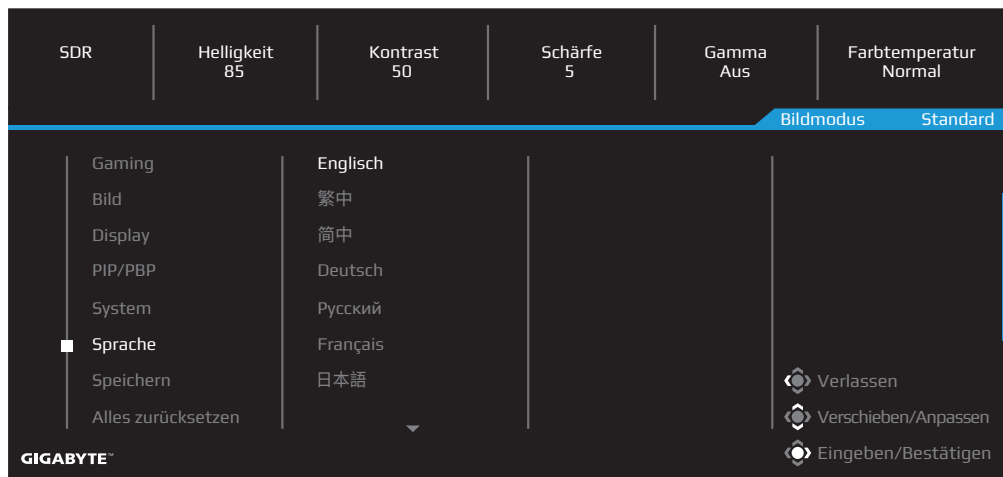 SDR
Helligkeit
85
Kontrast
50
Schärfe
5
Gamma
Aus
Farbtemperatur
Normal
Bildmodus Standard
Gaming
Bild
Display
PIP/PBP
System
Sprache
Speichern
Alles zurücksetzen
Englisch
繁中
简中
Deutsch
Русский
Français
日本語
Verlassen
Verschieben/Anpassen
Eingeben/Bestätigen
GIGABYTE™